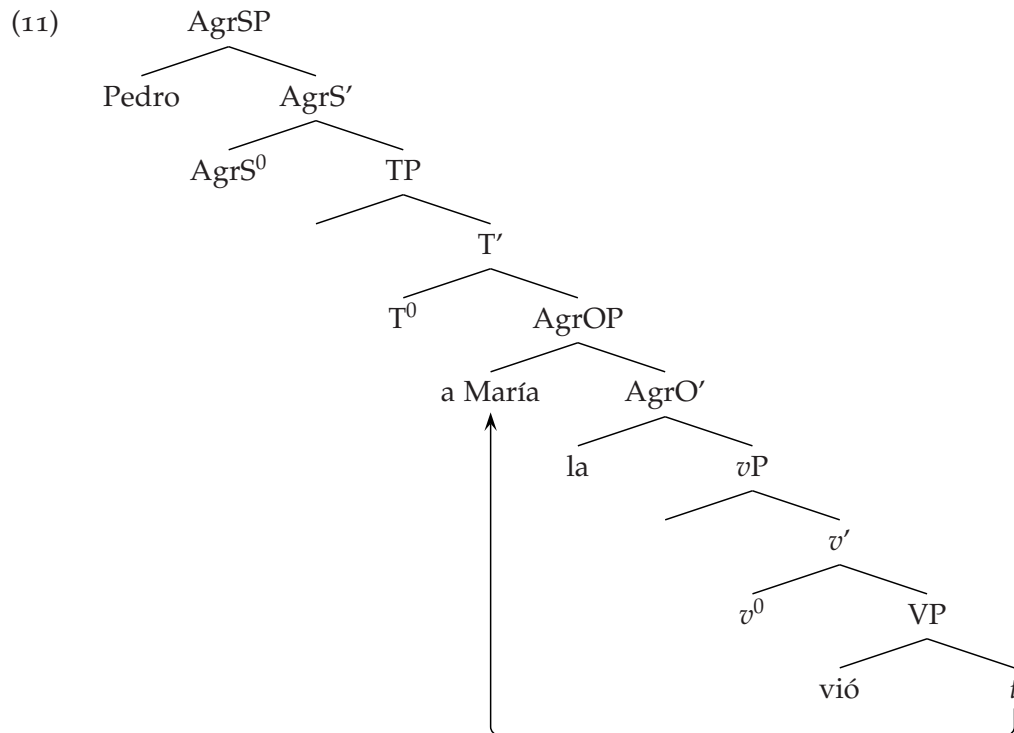 (11) AgrSP
Pedro AgrS′
AgrS⁰ TP
T′
T⁰ AgrOP
a María AgrO′
la vP
v′
v⁰ VP
vió t